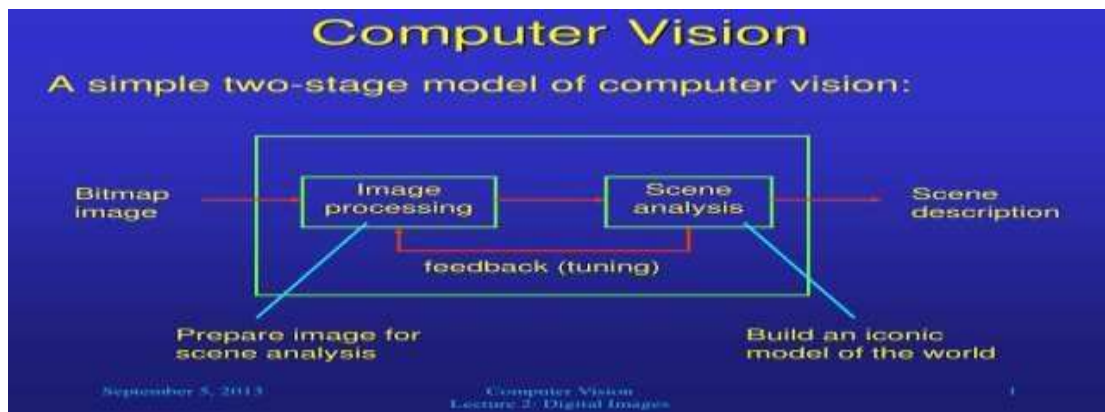 Computer Vision
A simple two-stage model of computer vision:
Bitmap
image
Image
processing
Scene
analysis
Scene
description
feedback (tuning)
Prepare image for
scene analysis
Build an iconic
model of the world
September 5, 2013
Computer Vision
Lecture 2: Digital Images
1